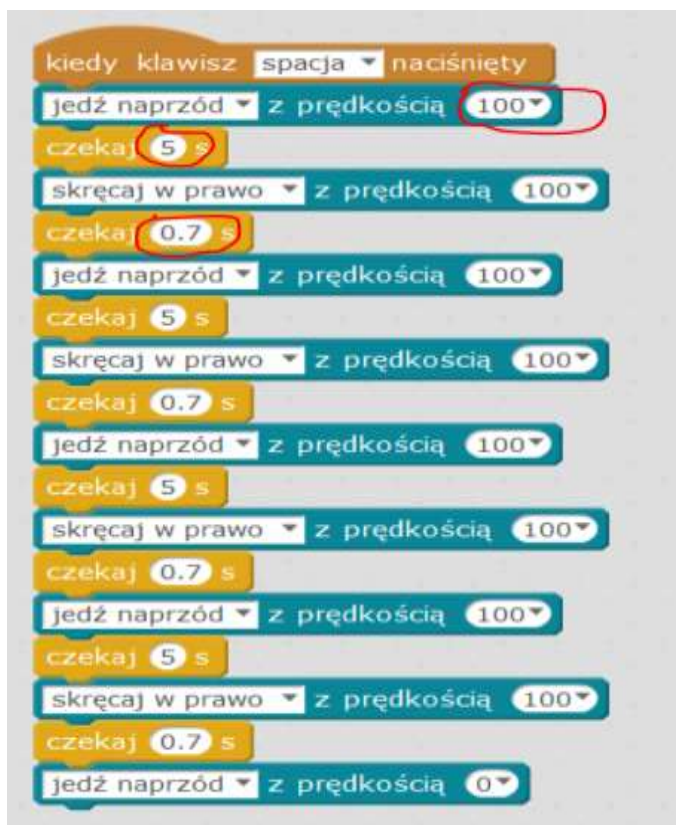 kiedy klawisz spacja naciśnięty
jedź naprzód z prędkością 100
czekaj 5 s
skręcaj w prawo z prędkością 100
czekaj 0.7 s
jedź naprzód z prędkością 100
czekaj 5 s
skręcaj w prawo z prędkością 100
czekaj 0.7 s
jedź naprzód z prędkością 100
czekaj 5 s
skręcaj w prawo z prędkością 100
czekaj 0.7 s
jedź naprzód z prędkością 100
czekaj 5 s
skręcaj w prawo z prędkością 100
czekaj 0.7 s
jedź naprzód z prędkością 0